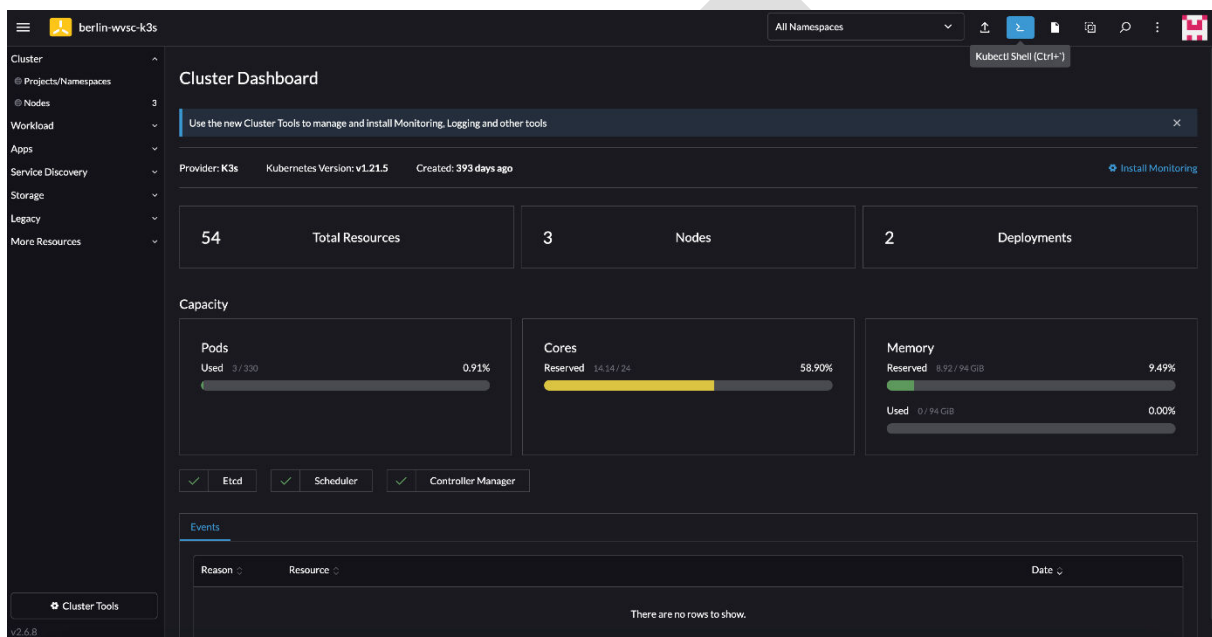 berlin-wvsc-k3s
All Namespaces
Kubectl Shell (Ctrl+`)
Cluster
Projects/Namespaces
Nodes 3
Workload
Apps
Service Discovery
Storage
Legacy
More Resources
Cluster Dashboard
Use the new Cluster Tools to manage and install Monitoring, Logging and other tools
Provider: K3s Kubernetes Version: v1.21.5 Created: 393 days ago Install Monitoring
54 Total Resources
3 Nodes
2 Deployments
Capacity
Pods
Used 3 / 330 0.91%
Cores
Reserved 14.14 / 24 58.90%
Memory
Reserved 8.92 / 94 GiB 9.49%
Used 0 / 94 GiB 0.00%
Etcd
Scheduler
Controller Manager
Events
Reason Resource Date
There are no rows to show.
Cluster Tools
v2.6.8